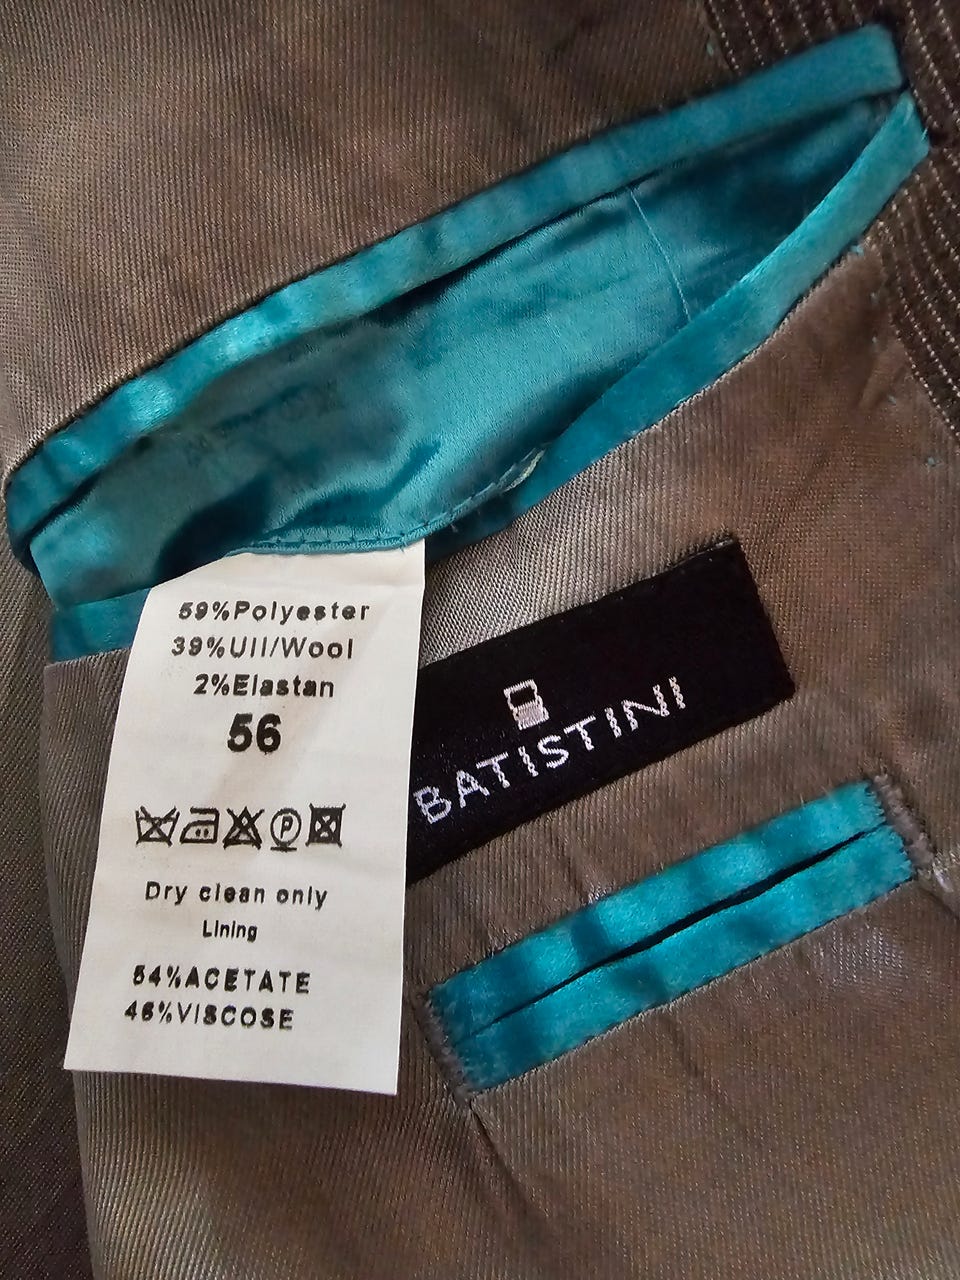 59%Polyester
39%Ull/Wool
2%Elastan
56
P
Dry clean only
Lining
54%ACETATE
46%VISCOSE
BATISTINI